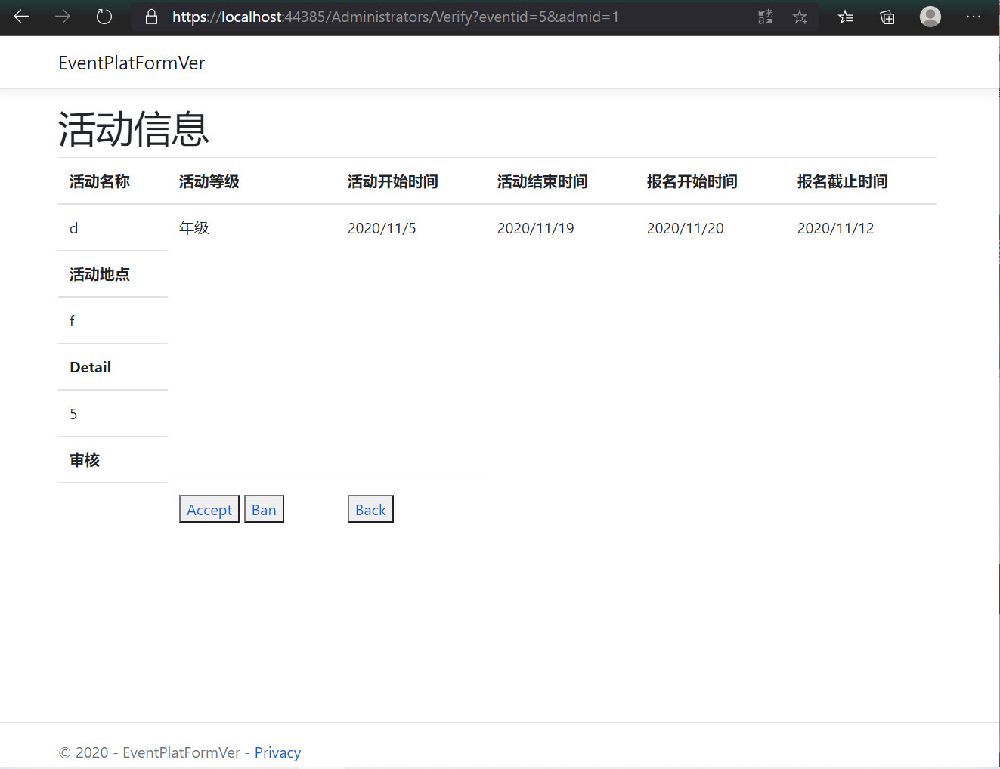 https://localhost:44385/Administrators/Verify?eventid=5&admid=1
EventPlatFormVer
活动信息
活动名称 活动等级 活动开始时间 活动结束时间 报名开始时间 报名截止时间
d 年级 2020/11/5 2020/11/19 2020/11/20 2020/11/12
活动地点
f
Detail
5
审核
Accept Ban Back
© 2020 - EventPlatFormVer - Privacy